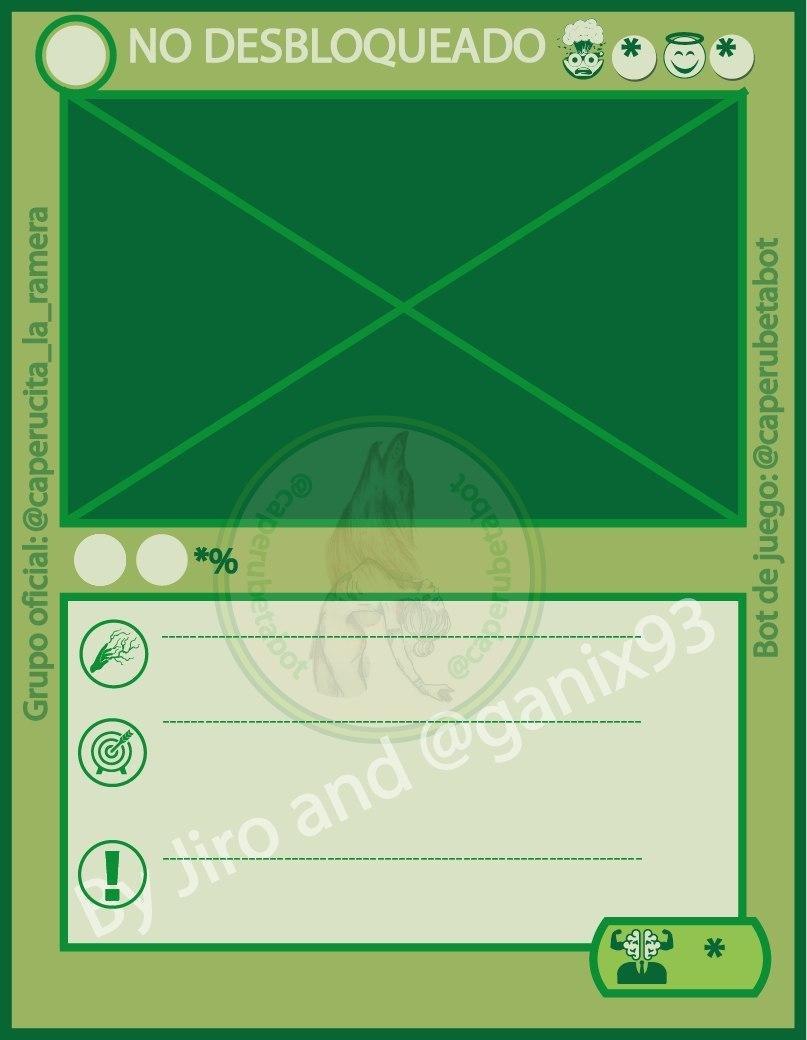 NO DESBLOQUEADO * *
Grupo oficial: @caperucita_la_ramera
Bot de juego: @caperubetabot
@caperubetabot
@caperubetabot
*%
!
By Jiro and @ganix93
*